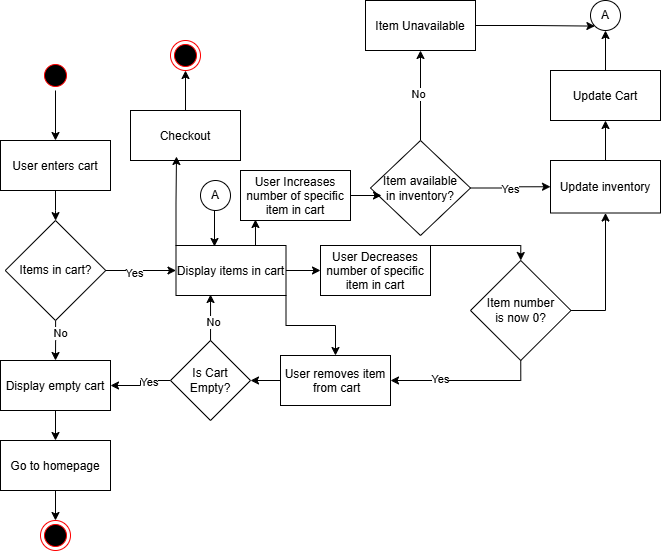 Item Unavailable
A
Update Cart
No
Checkout
User enters cart
User Increases
number of specific
item in cart
Item available
in inventory?
Yes
Update inventory
A
Items in cart?
Yes
Display items in cart
User Decreases
number of specific
item in cart
Item number
is now 0?
No
No
Display empty cart
Yes
Is Cart
Empty?
User removes item
from cart
Yes
Go to homepage